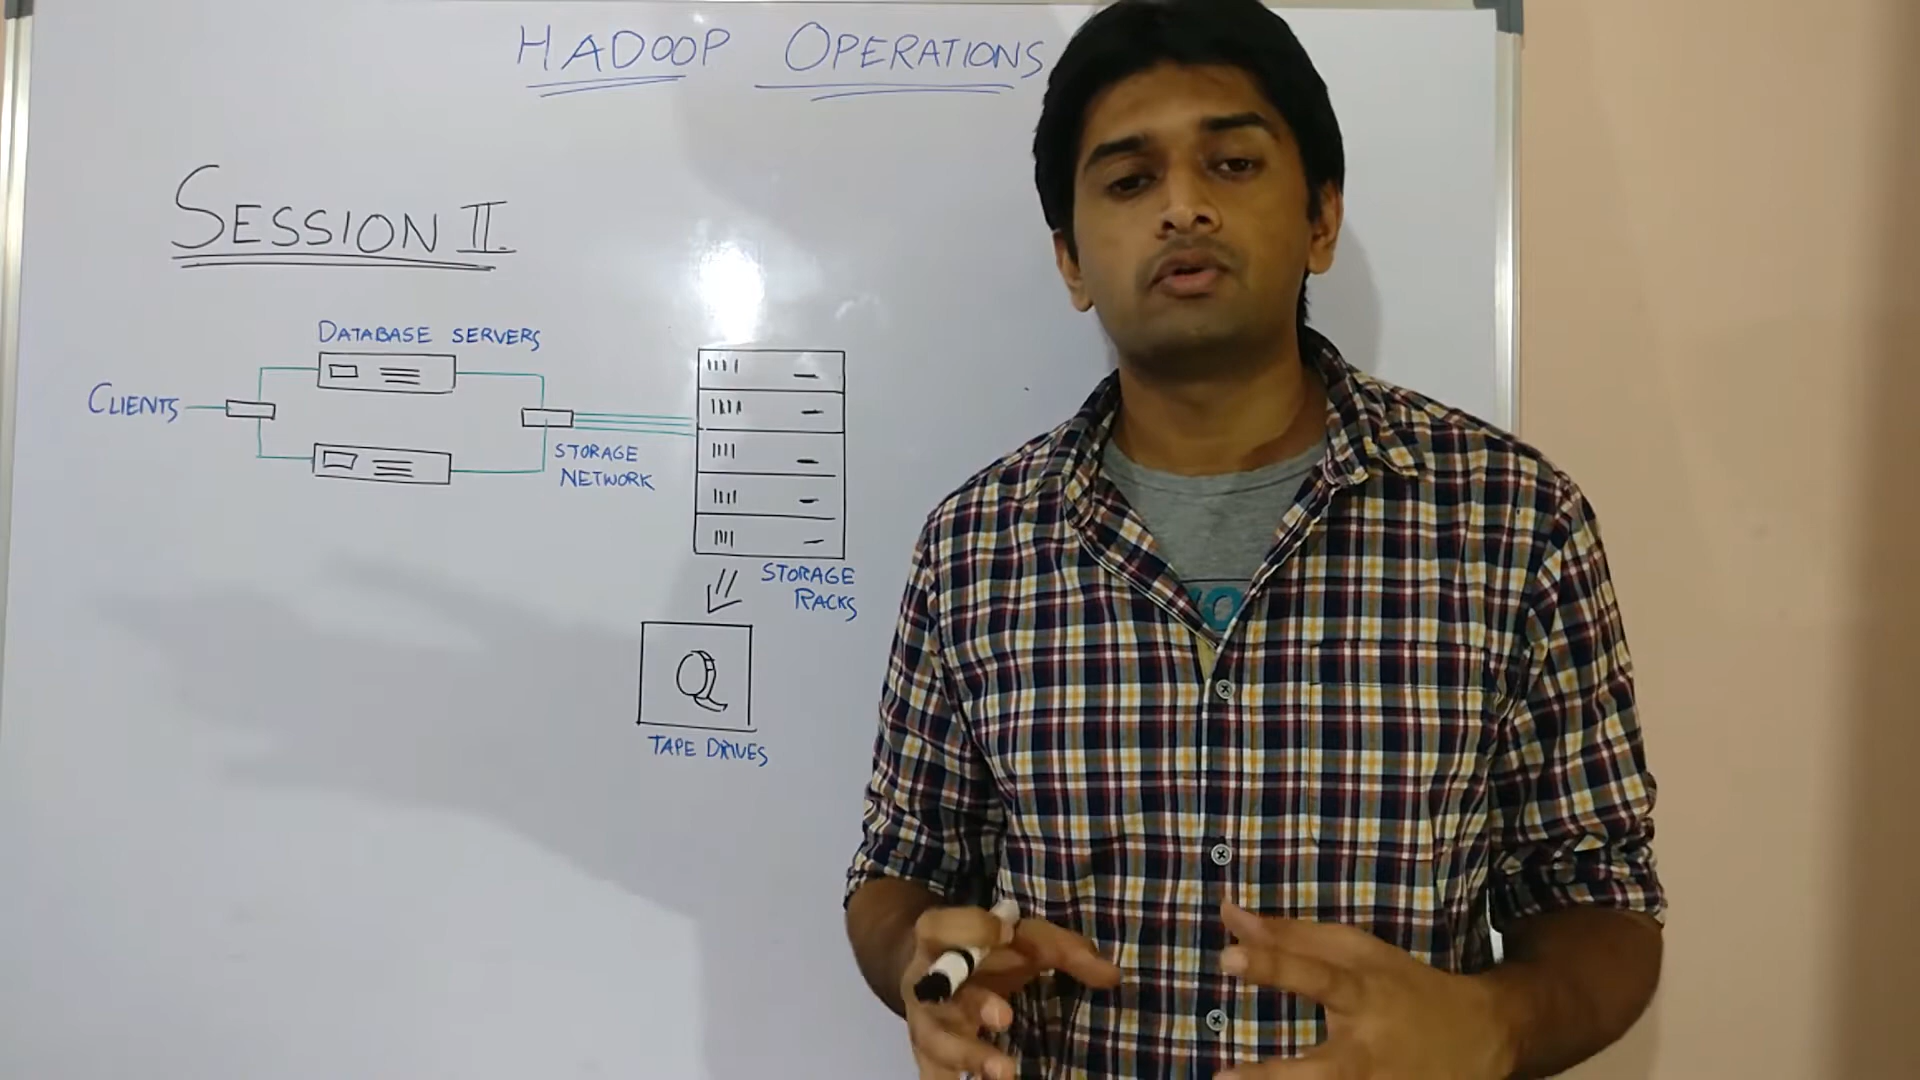 HADOOP OPERATIONS
SESSION II.
DATABASE SERVERS
CLIENTS
STORAGE
NETWORK
STORAGE
RACKS
TAPE DRIVES